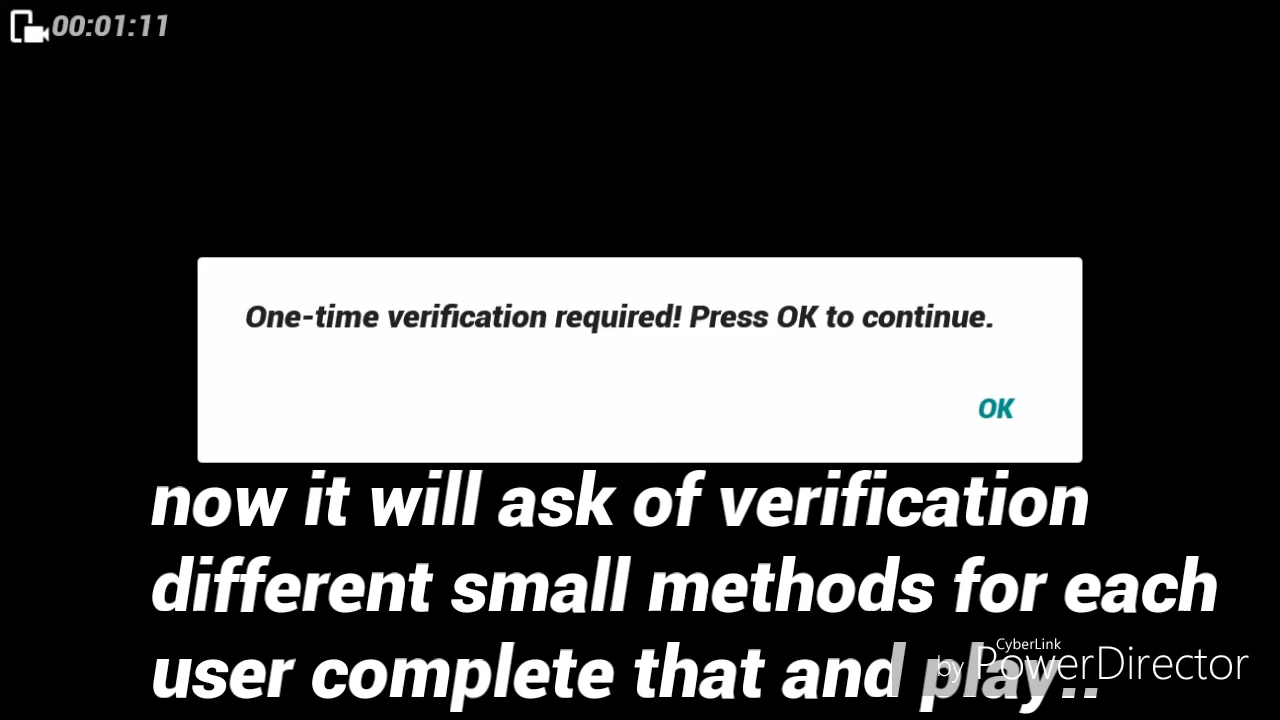 00:01:11
One-time verification required! Press OK to continue.
OK
now it will ask of verification
different small methods for each
user complete that and play..
CyberLink
by PowerDirector